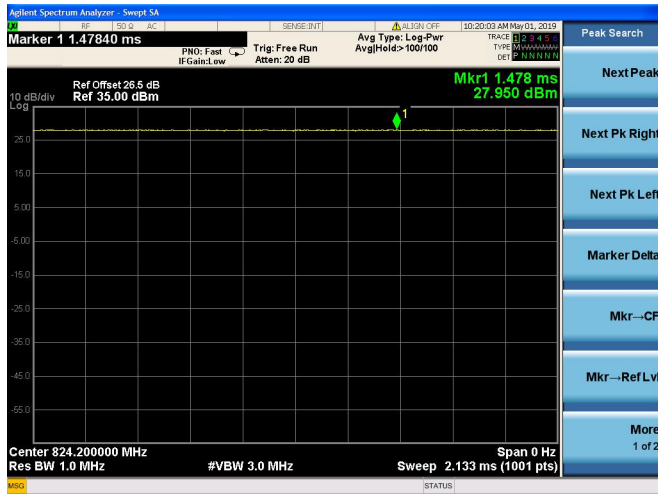 Agilent Spectrum Analyzer - Swept SA
RF 50 Ω AC SENSE:INT ALIGN OFF 10:20:03 AM May 01, 2019
Marker 1 1.47840 ms
PNO: Fast
IFGain:Low
Trig: Free Run
Atten: 20 dB
Avg Type: Log-Pwr
Avg|Hold:>100/100
TRACE 1 2 3 4 5 6
TYPE M
DET P N N N N N
Ref Offset 26.5 dB
10 dB/div Ref 35.00 dBm
Log
Mkr1 1.478 ms
27.950 dBm
1
25.0
15.0
5.00
-5.00
-15.0
-25.0
-35.0
-45.0
-55.0
Center 824.200000 MHz Span 0 Hz
Res BW 1.0 MHz #VBW 3.0 MHz Sweep 2.133 ms (1001 pts)
MSG STATUS
Peak Search
Next Peak
Next Pk Right
Next Pk Left
Marker Delta
Mkr→CF
Mkr→Ref Lvl
More
1 of 2